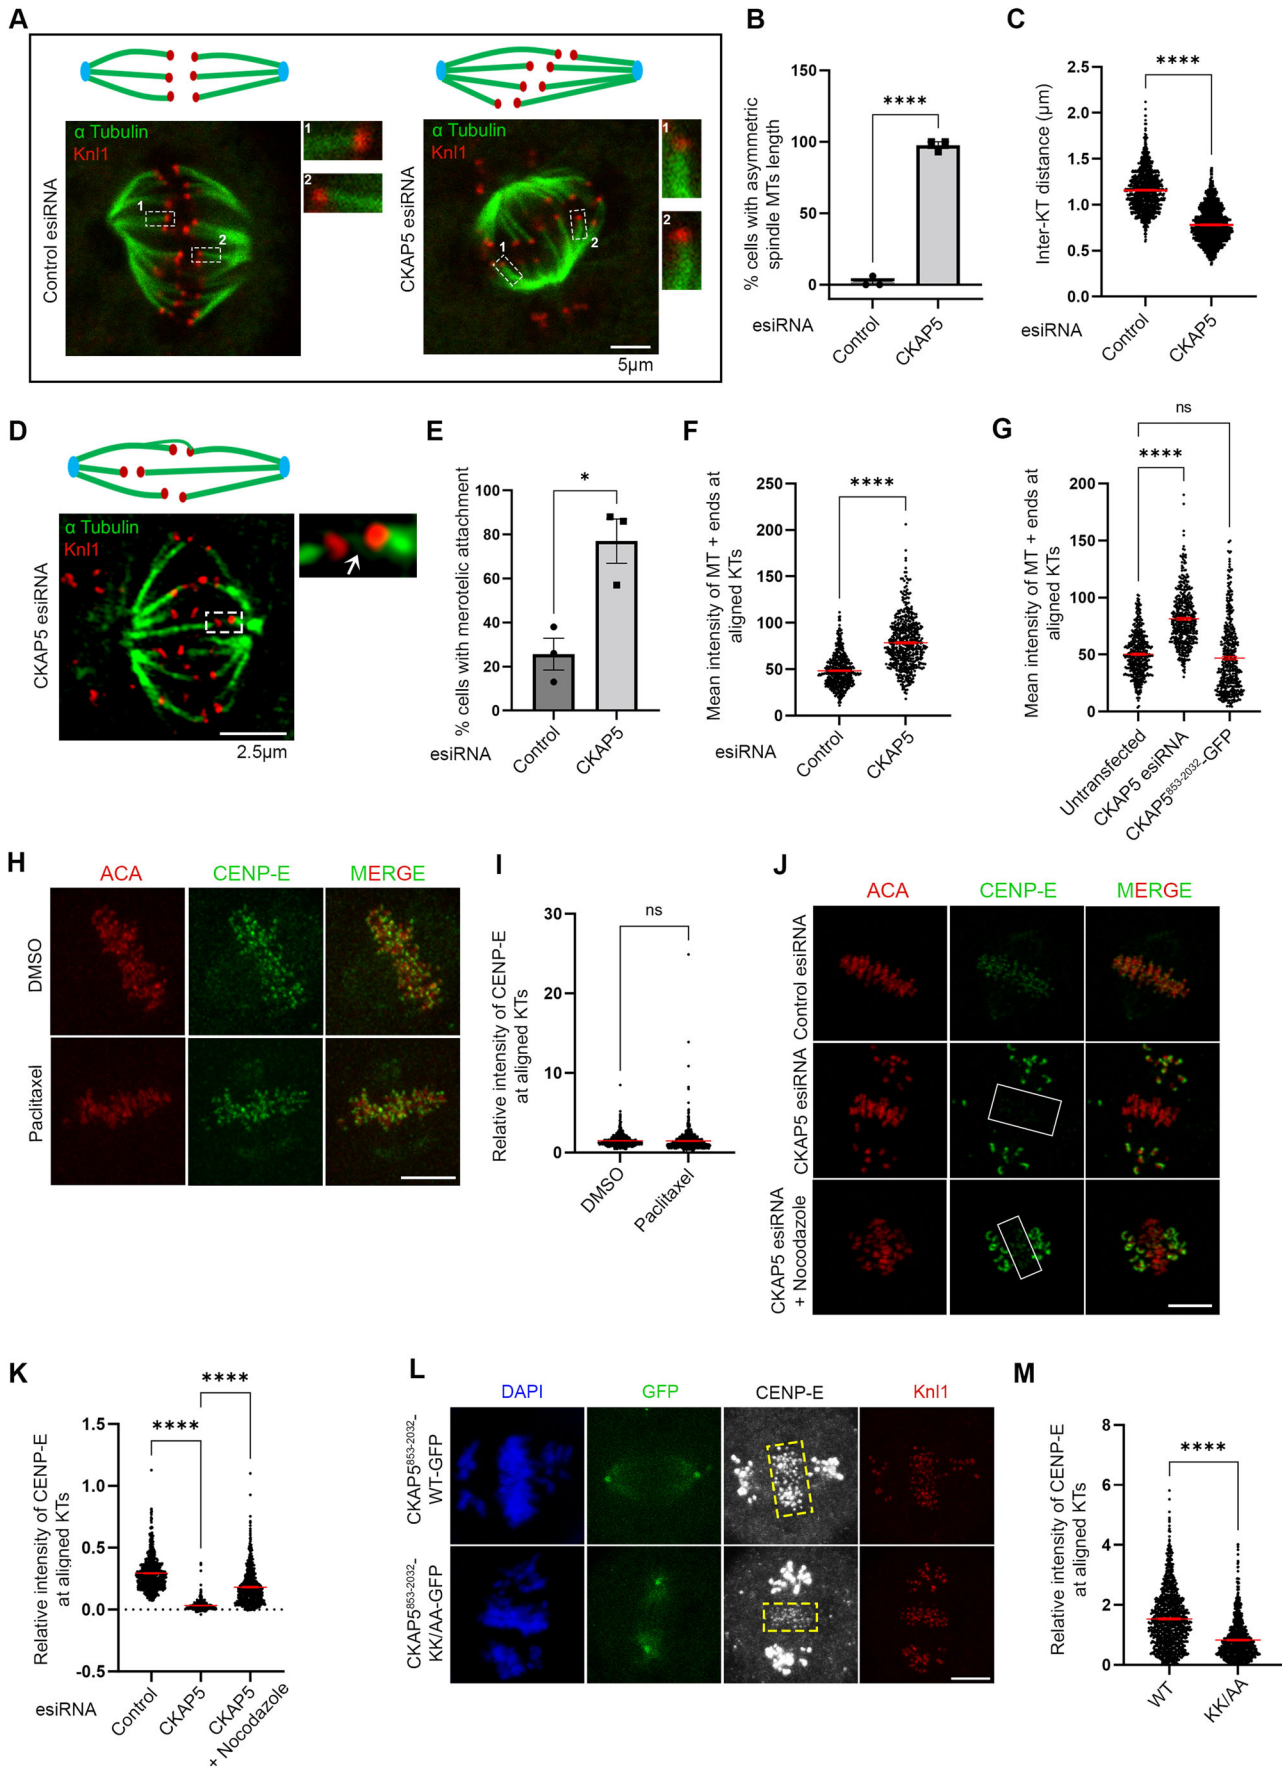 A
α Tubulin
Knl1
Control esiRNA
1
2
1
2
α Tubulin
Knl1
CKAP5 esiRNA
1
2
1
2
5µm
B
% cells with asymmetric
spindle MTs length
150
100
50
0
****
esiRNA
Control
CKAP5
C
Inter-KT distance (µm)
2.5
2.0
1.5
1.0
0.5
0.0
****
esiRNA
Control
CKAP5
D
α Tubulin
Knl1
CKAP5 esiRNA
2.5µm
E
% cells with merotelic attachment
100
80
60
40
20
0
*
esiRNA
Control
CKAP5
F
Mean intensity of MT + ends at
aligned KTs
250
200
150
100
50
0
****
esiRNA
Control
CKAP5
G
Mean intensity of MT + ends at
aligned KTs
200
150
100
50
0
ns
****
Untransfected
CKAP5 esiRNA
CKAP5⁸⁵³⁻²⁰³²-GFP
H
ACA
CENP-E
MERGE
DMSO
Paclitaxel
I
Relative intensity of CENP-E
at aligned KTs
30
20
10
0
ns
DMSO
Paclitaxel
J
ACA
CENP-E
MERGE
Control esiRNA
CKAP5 esiRNA
CKAP5 esiRNA
+ Nocodazole
K
Relative intensity of CENP-E
at aligned KTs
1.5
1.0
0.5
0.0
-0.5
****
****
esiRNA
Control
CKAP5
CKAP5
+ Nocodazole
L
DAPI
GFP
CENP-E
Knl1
CKAP5⁸⁵³⁻²⁰³²-
WT-GFP
CKAP5⁸⁵³⁻²⁰³²-
KK/AA-GFP
M
Relative intensity of CENP-E
at aligned KTs
8
6
4
2
0
****
WT
KK/AA